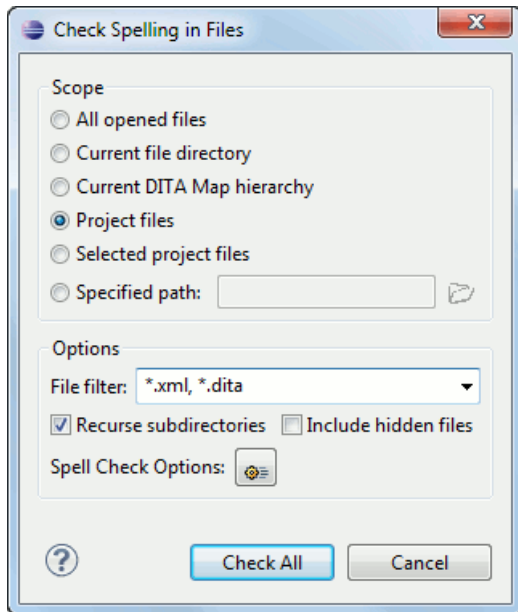 Check Spelling in Files
Scope
All opened files
Current file directory
Current DITA Map hierarchy
Project files
Selected project files
Specified path:
Options
File filter: *.xml, *.dita
Recurse subdirectories Include hidden files
Spell Check Options:
? Check All Cancel